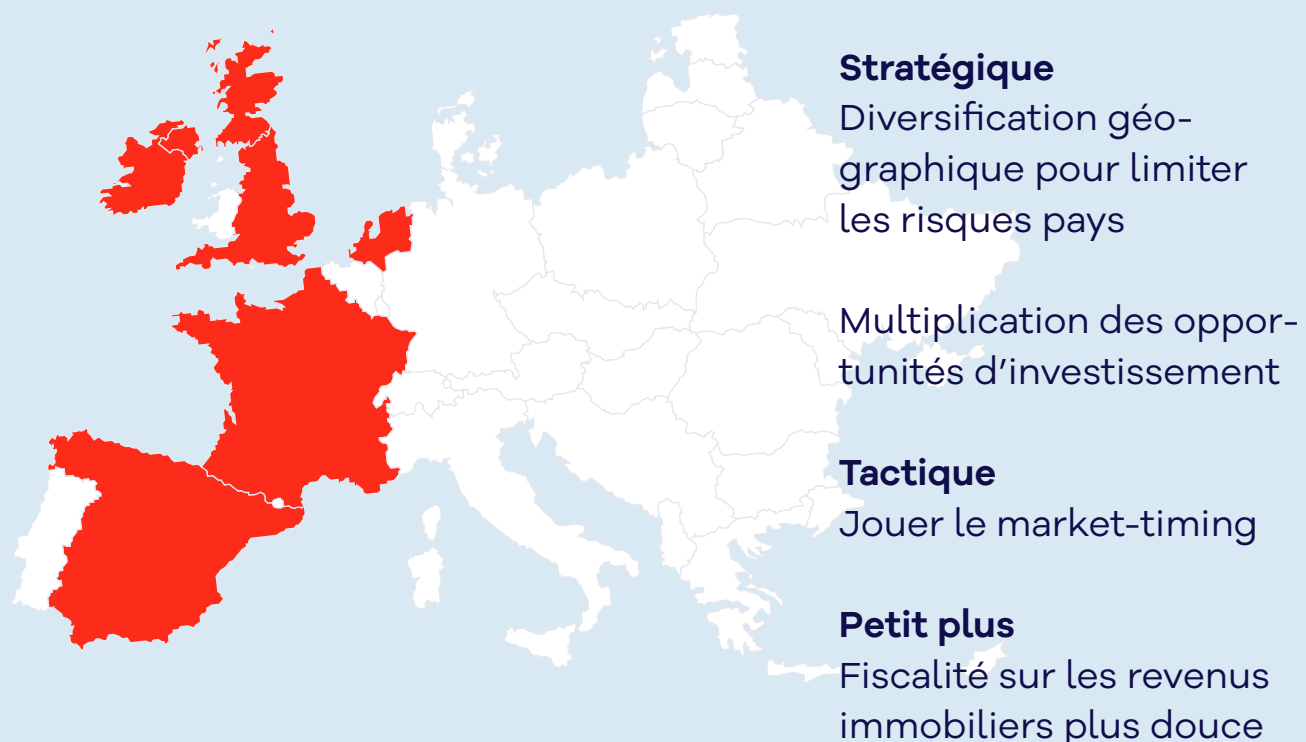 Stratégique
Diversification géo-
graphique pour limiter
les risques pays
Multiplication des oppor-
tunités d’investissement
Tactique
Jouer le market-timing
Petit plus
Fiscalité sur les revenus
immobiliers plus douce